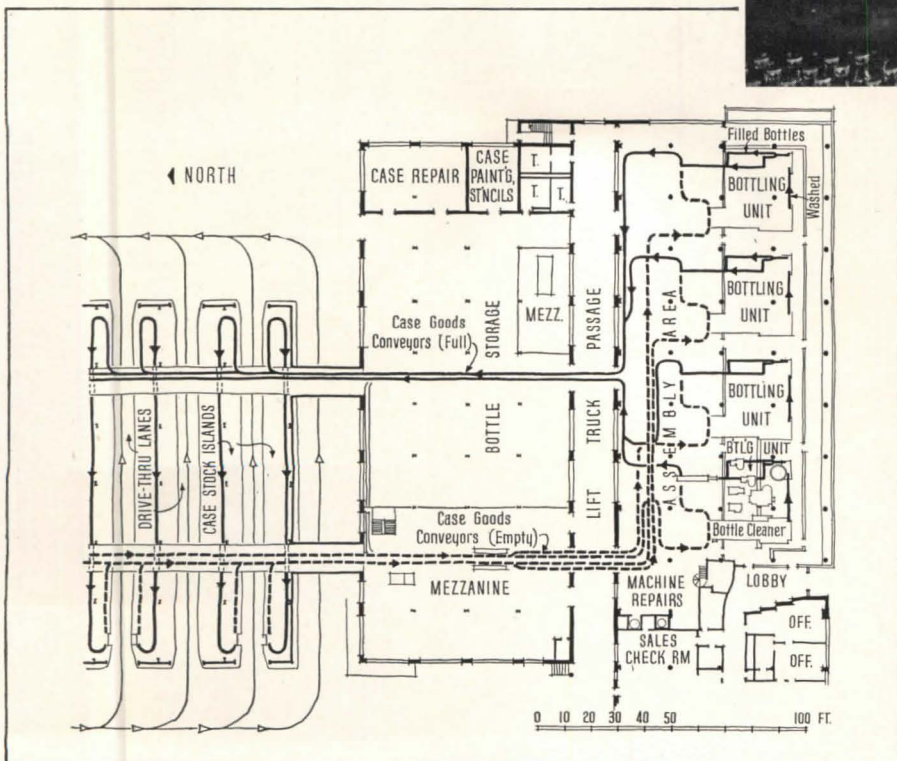 Filled Bottles
CASE REPAIR
CASE
PAINT'G,
ST'NCILS
T.
T.
T.
NORTH
BOTTLING
UNIT
Washed
STORAGE
MEZZ.
PASSAGE
AREA
BOTTLING
UNIT
Case Goods
Conveyors (Full)
BOTTLE
TRUCK
ASSEMBLY
BOTTLING
UNIT
DRIVE-THRU LANES
CASE STOCK ISLANDS
BTLG UNIT
LIFT
Case Goods
Conveyors (Empty)
Bottle Cleaner
MEZZANINE
MACHINE
REPAIRS
LOBBY
SALES
CHECK RM
OFF.
OFF.
0 10 20 30 40 50 100 FT.